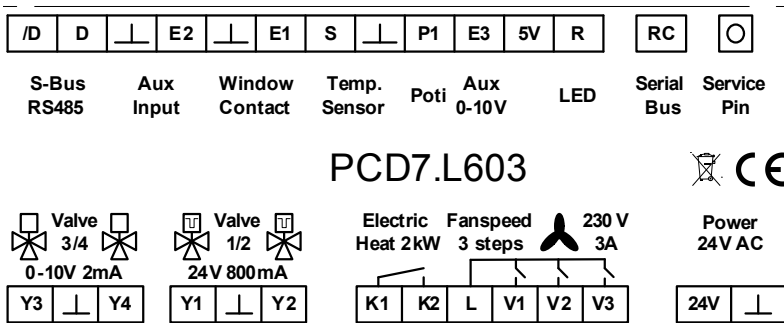 /D D ⊥ E2 ⊥ E1 S ⊥ P1 E3 5V R RC
S-Bus RS485
Aux Input
Window Contact
Temp. Sensor
Poti
Aux 0-10V
LED
Serial Bus
Service Pin
PCD7.L603
CE
Valve 3/4
0-10V 2mA
Valve 1/2
24V 800mA
Electric Heat 2kW
Fanspeed 3 steps
230 V 3A
Power 24V AC
Y3 ⊥ Y4 Y1 ⊥ Y2 K1 K2 L V1 V2 V3 24V ⊥